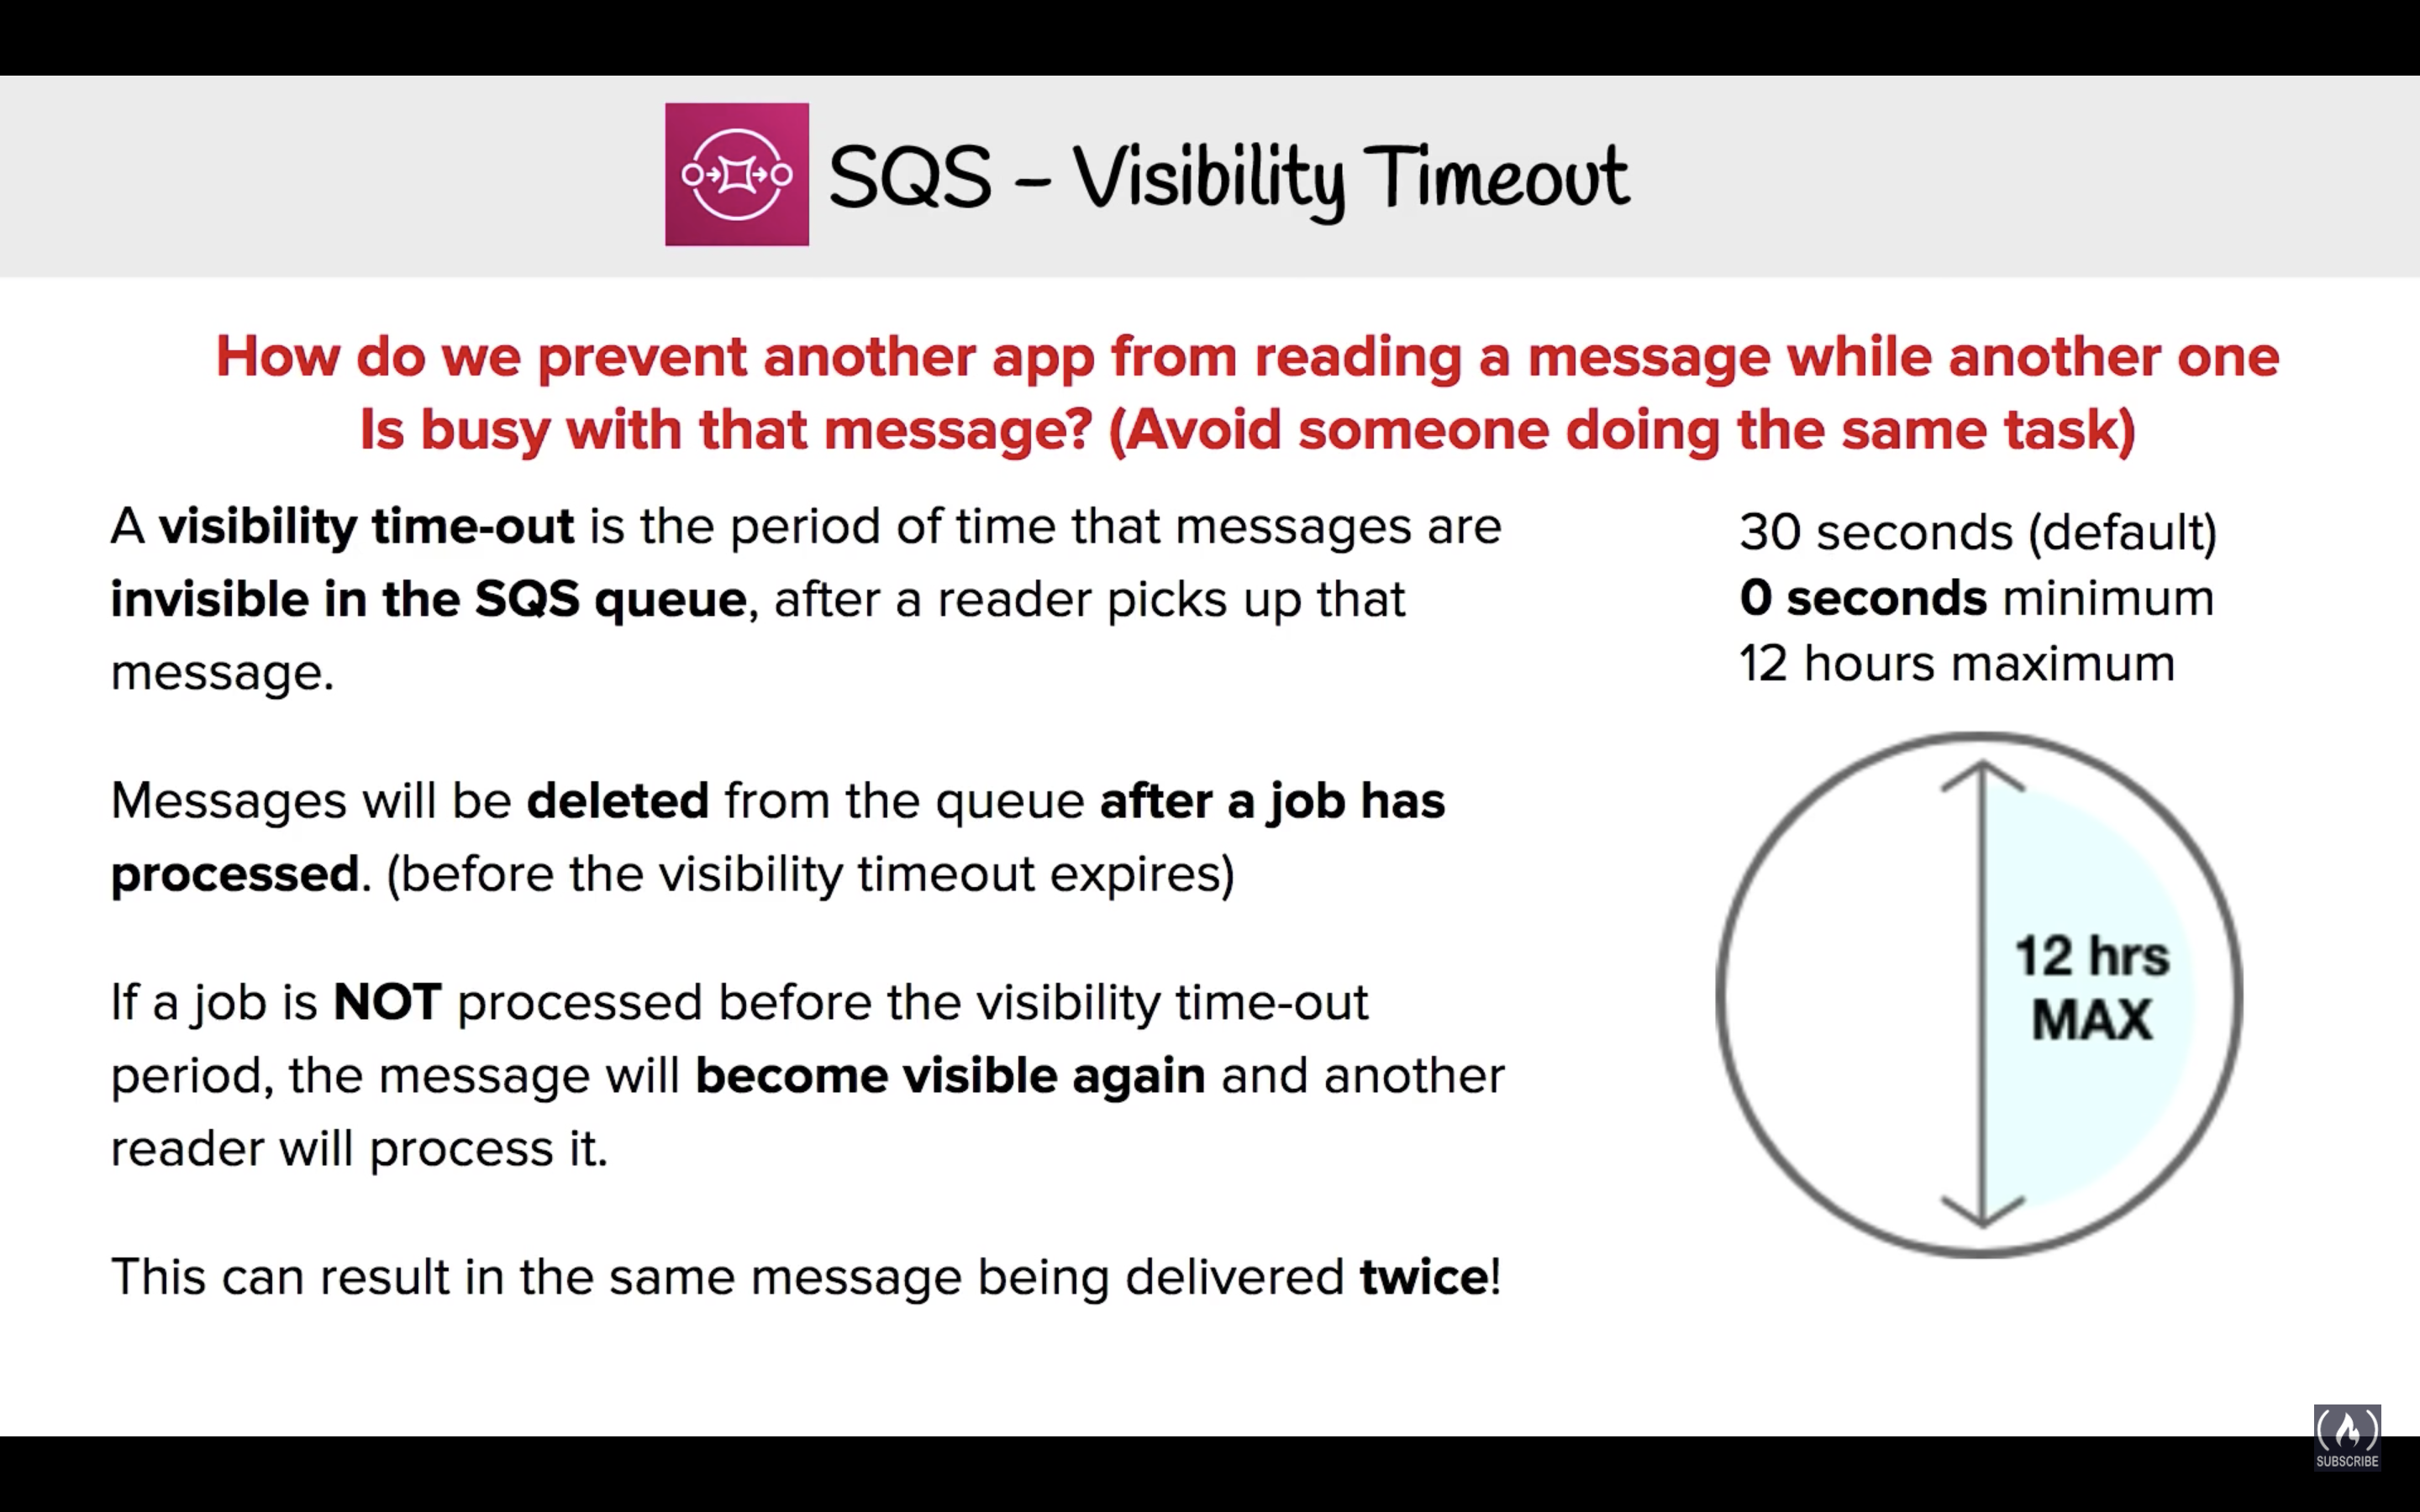 SQS – Visibility Timeout
How do we prevent another app from reading a message while another one
Is busy with that message? (Avoid someone doing the same task)
A visibility time-out is the period of time that messages are
invisible in the SQS queue, after a reader picks up that
message.
Messages will be deleted from the queue after a job has
processed. (before the visibility timeout expires)
If a job is NOT processed before the visibility time-out
period, the message will become visible again and another
reader will process it.
This can result in the same message being delivered twice!
30 seconds (default)
0 seconds minimum
12 hours maximum
12 hrs
MAX
SUBSCRIBE